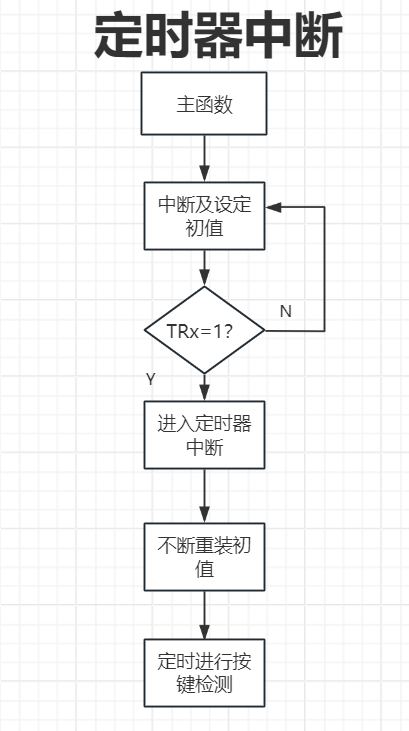 定时器中断
主函数
中断及设定
初值
N
TRx=1?
Y
进入定时器
中断
不断重装初
值
定时进行按
键检测